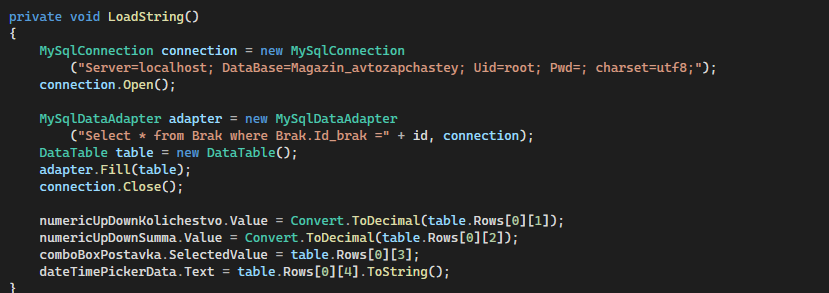 private void LoadString()
{
    MySqlConnection connection = new MySqlConnection
        ("Server=localhost; DataBase=Magazin_avtozapchastey; Uid=root; Pwd=; charset=utf8;");
    connection.Open();

    MySqlDataAdapter adapter = new MySqlDataAdapter
        ("Select * from Brak where Brak.Id_brak =" + id, connection);
    DataTable table = new DataTable();
    adapter.Fill(table);
    connection.Close();

    numericUpDownKolichestvo.Value = Convert.ToDecimal(table.Rows[0][1]);
    numericUpDownSumma.Value = Convert.ToDecimal(table.Rows[0][2]);
    comboBoxPostavka.SelectedValue = table.Rows[0][3];
    dateTimePickerData.Text = table.Rows[0][4].ToString();
}